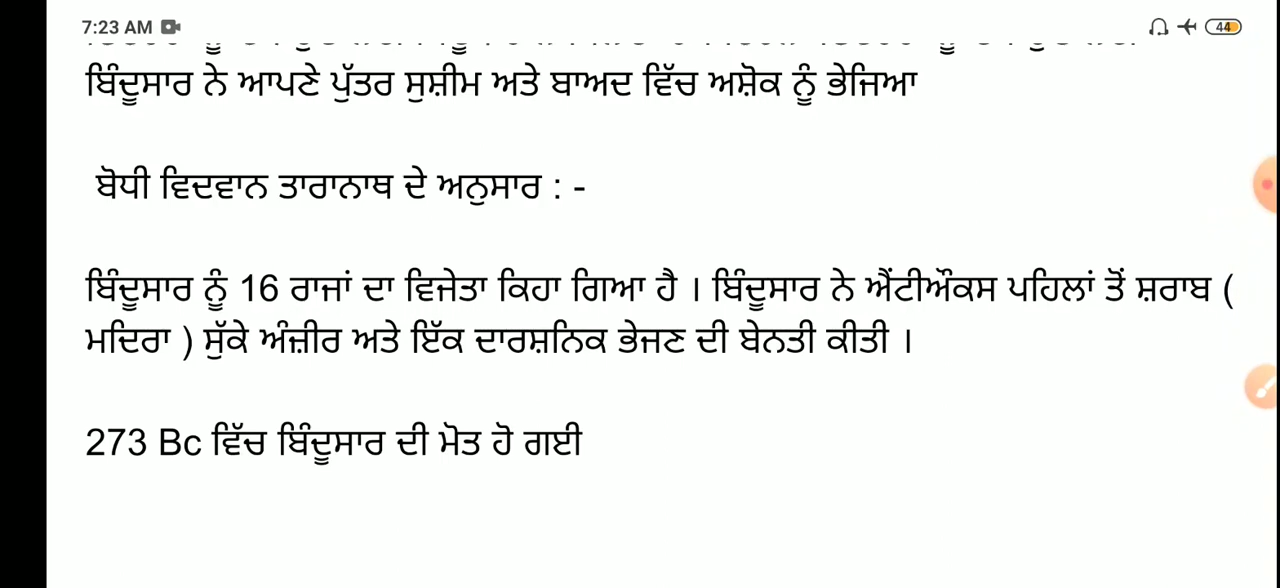 7:23 AM
44
ਬਿੰਦੂਸਾਰ ਨੇ ਆਪਣੇ ਪੁੱਤਰ ਸੁਸ਼ੀਮ ਅਤੇ ਬਾਅਦ ਵਿੱਚ ਅਸ਼ੋਕ ਨੂੰ ਭੇਜਿਆ
ਬੋਧੀ ਵਿਦਵਾਨ ਤਾਰਾਨਾਥ ਦੇ ਅਨੁਸਾਰ : -
ਬਿੰਦੂਸਾਰ ਨੂੰ 16 ਰਾਜਾਂ ਦਾ ਵਿਜੇਤਾ ਕਿਹਾ ਗਿਆ ਹੈ । ਬਿੰਦੂਸਾਰ ਨੇ ਐਂਟੀਔਕਸ ਪਹਿਲਾਂ ਤੋਂ ਸ਼ਰਾਬ (
ਮਦਿਰਾ ) ਸੁੱਕੇ ਅੰਜ਼ੀਰ ਅਤੇ ਇੱਕ ਦਾਰਸ਼ਨਿਕ ਭੇਜਣ ਦੀ ਬੇਨਤੀ ਕੀਤੀ ।
273 Bc ਵਿੱਚ ਬਿੰਦੂਸਾਰ ਦੀ ਮੋਤ ਹੋ ਗਈ